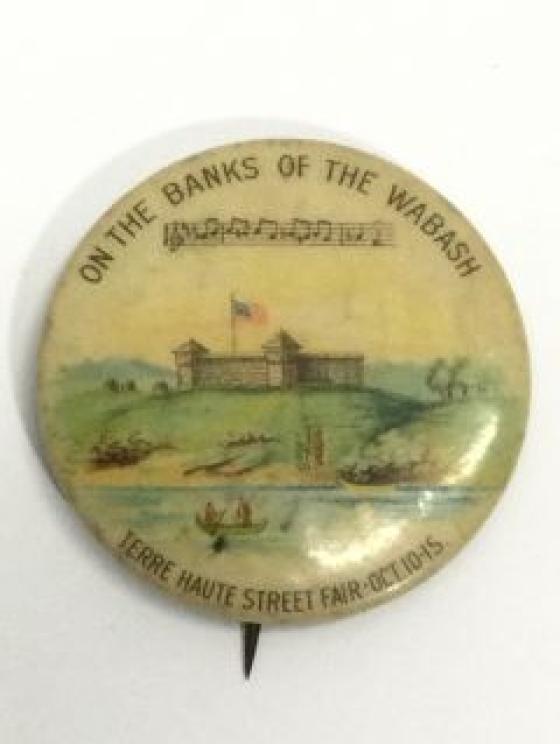 ON THE BANKS OF THE WABASH
TERRE HAUTE STREET FAIR·OCT.10-15.